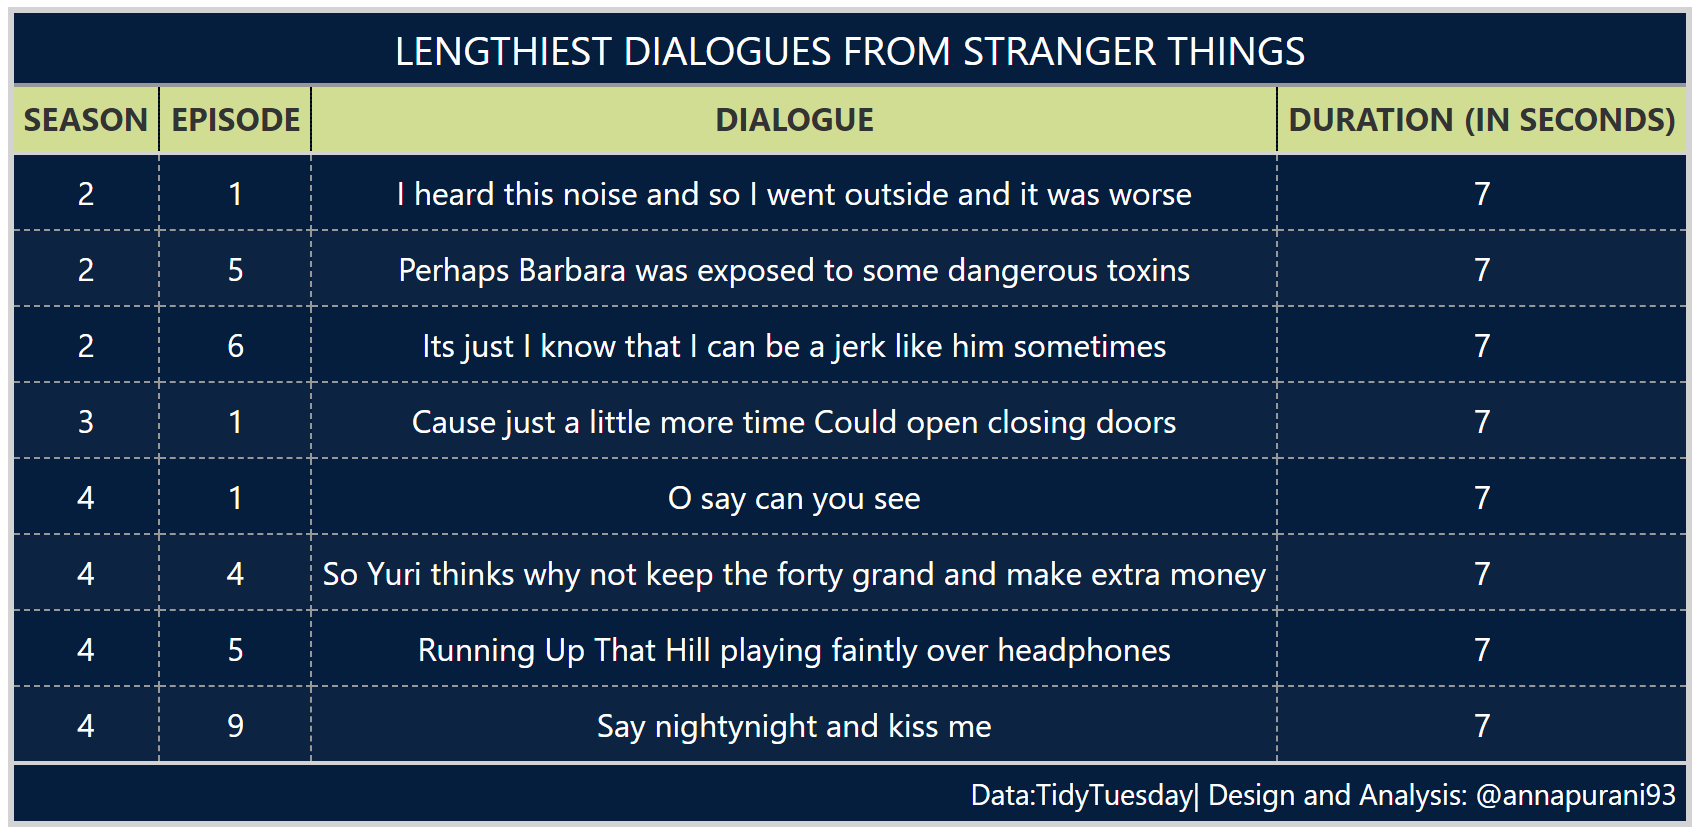 LENGTHIEST DIALOGUES FROM STRANGER THINGS
SEASON EPISODE DIALOGUE DURATION (IN SECONDS)
2 1 I heard this noise and so I went outside and it was worse 7
2 5 Perhaps Barbara was exposed to some dangerous toxins 7
2 6 Its just I know that I can be a jerk like him sometimes 7
3 1 Cause just a little more time Could open closing doors 7
4 1 O say can you see 7
4 4 So Yuri thinks why not keep the forty grand and make extra money 7
4 5 Running Up That Hill playing faintly over headphones 7
4 9 Say nightynight and kiss me 7
Data:TidyTuesday| Design and Analysis: @annapurani93